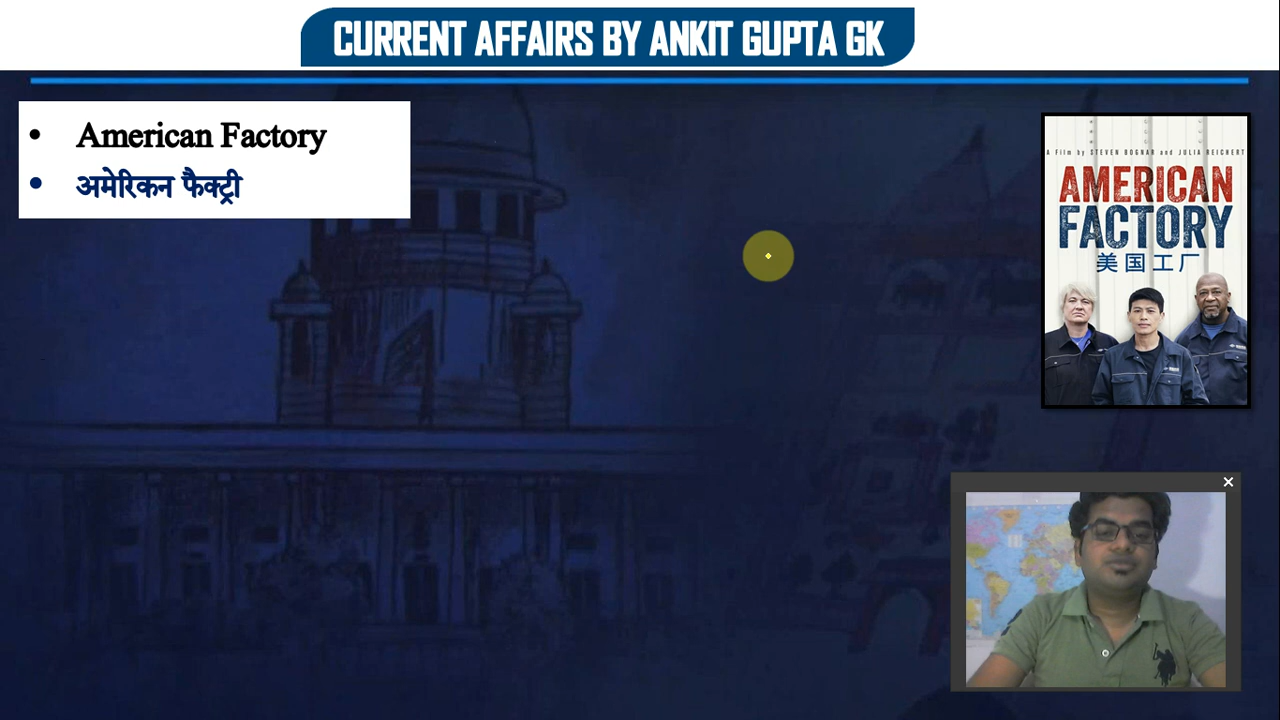 CURRENT AFFAIRS BY ANKIT GUPTA GK
• American Factory
• अमेरिकन फैक्ट्री
A Film by STEVEN BOGNAR and JULIA REICHERT
AMERICAN
FACTORY
美国工厂